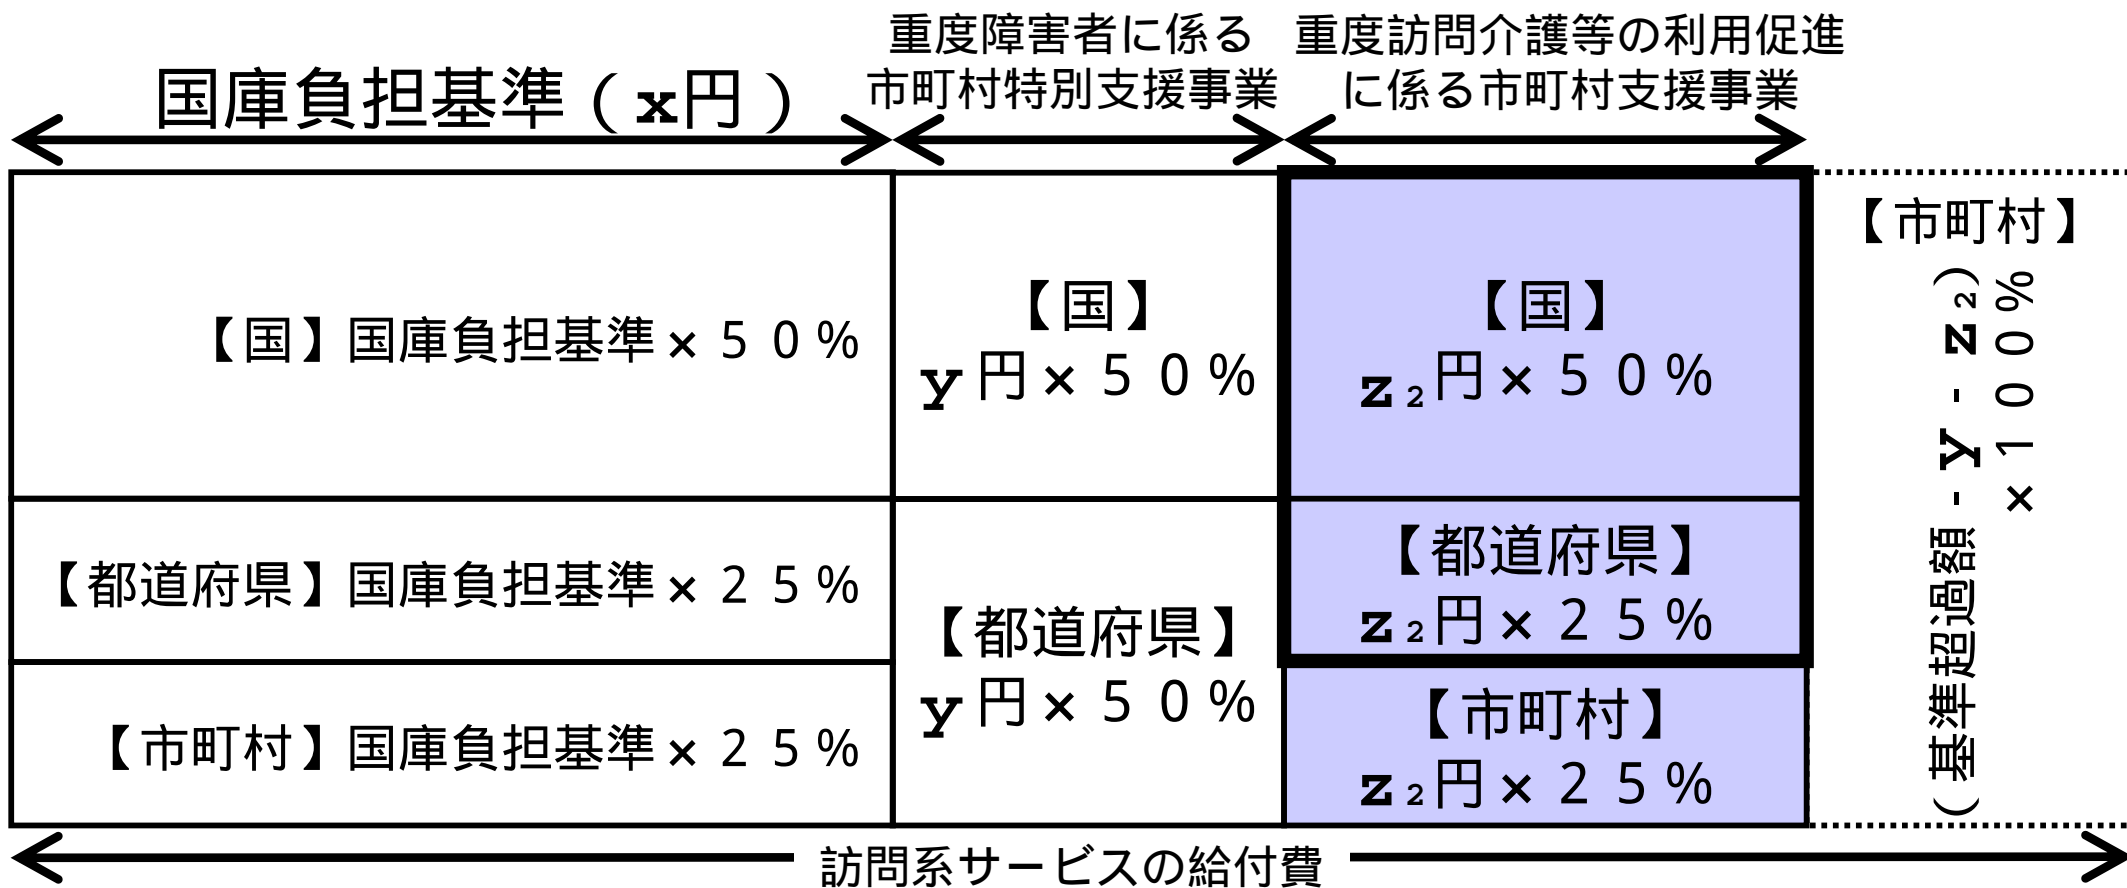 国庫負担基準（x円）
重度障害者に係る
市町村特別支援事業
重度訪問介護等の利用促進
に係る市町村支援事業
【国】国庫負担基準×５０％
【都道府県】国庫負担基準×２５％
【市町村】国庫負担基準×２５％
【国】
y円×５０％
【都道府県】
y円×５０％
【国】
z₂円×５０％
【都道府県】
z₂円×２５％
【市町村】
z₂円×２５％
【市町村】
（基準超過額-Y-z₂）
×１００％
訪問系サービスの給付費